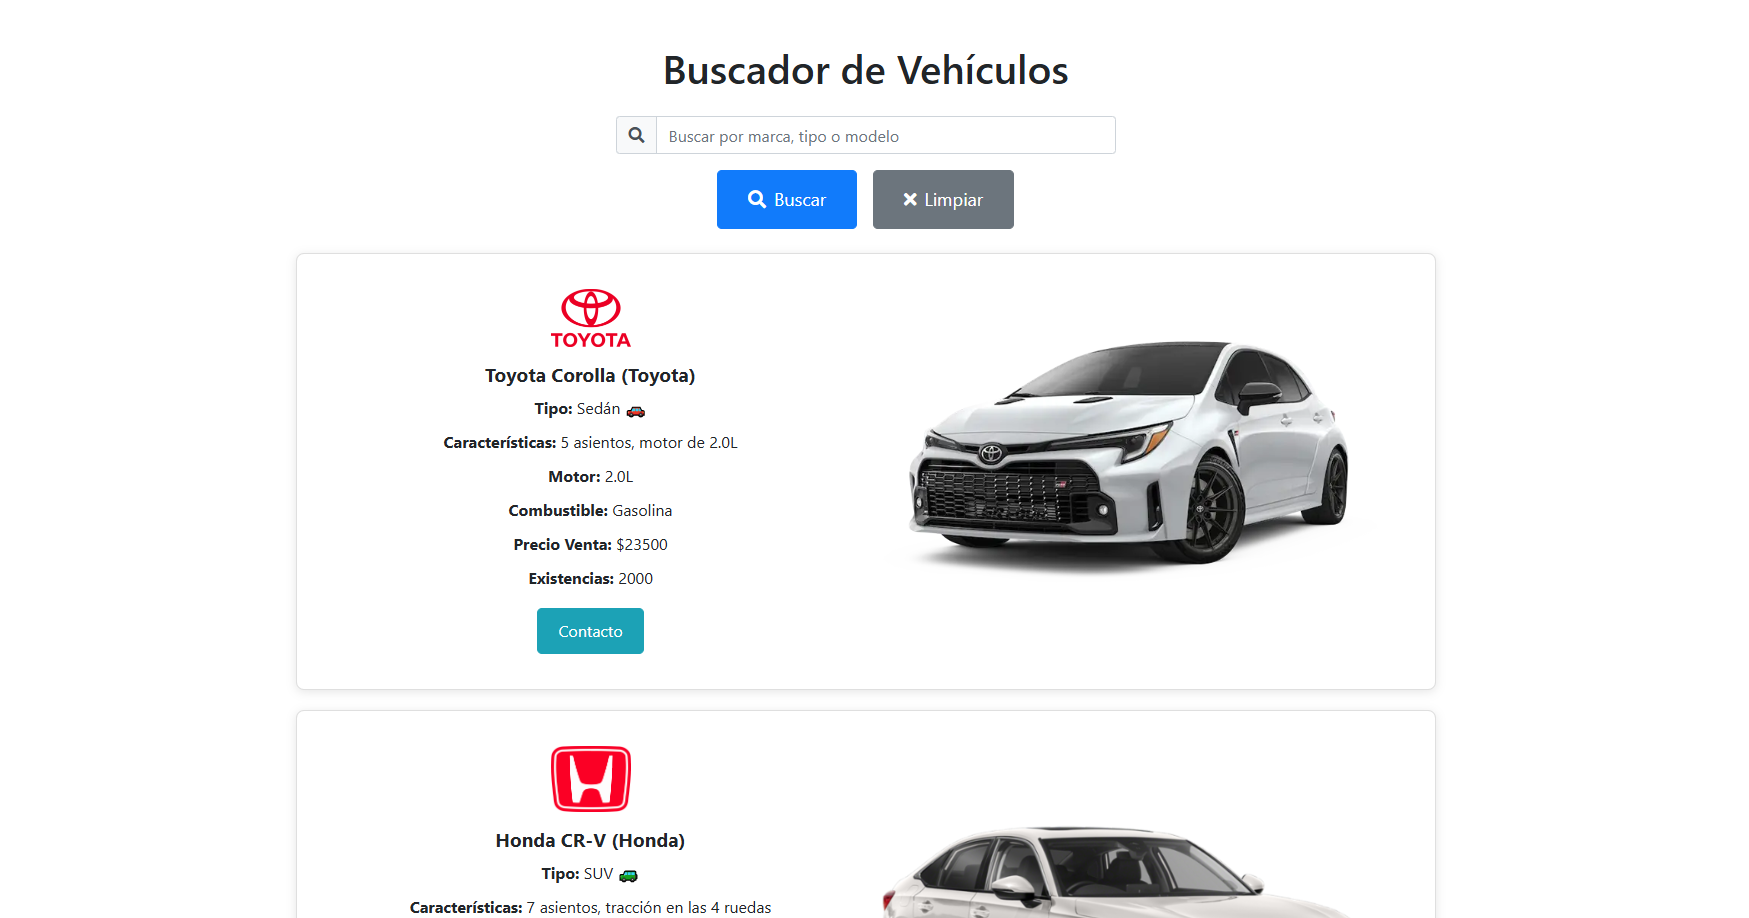 Buscador de Vehículos
Buscar por marca, tipo o modelo
Buscar
Limpiar
TOYOTA
Toyota Corolla (Toyota)
Tipo: Sedán
Características: 5 asientos, motor de 2.0L
Motor: 2.0L
Combustible: Gasolina
Precio Venta: $23500
Existencias: 2000
Contacto
Honda CR-V (Honda)
Tipo: SUV
Características: 7 asientos, tracción en las 4 ruedas